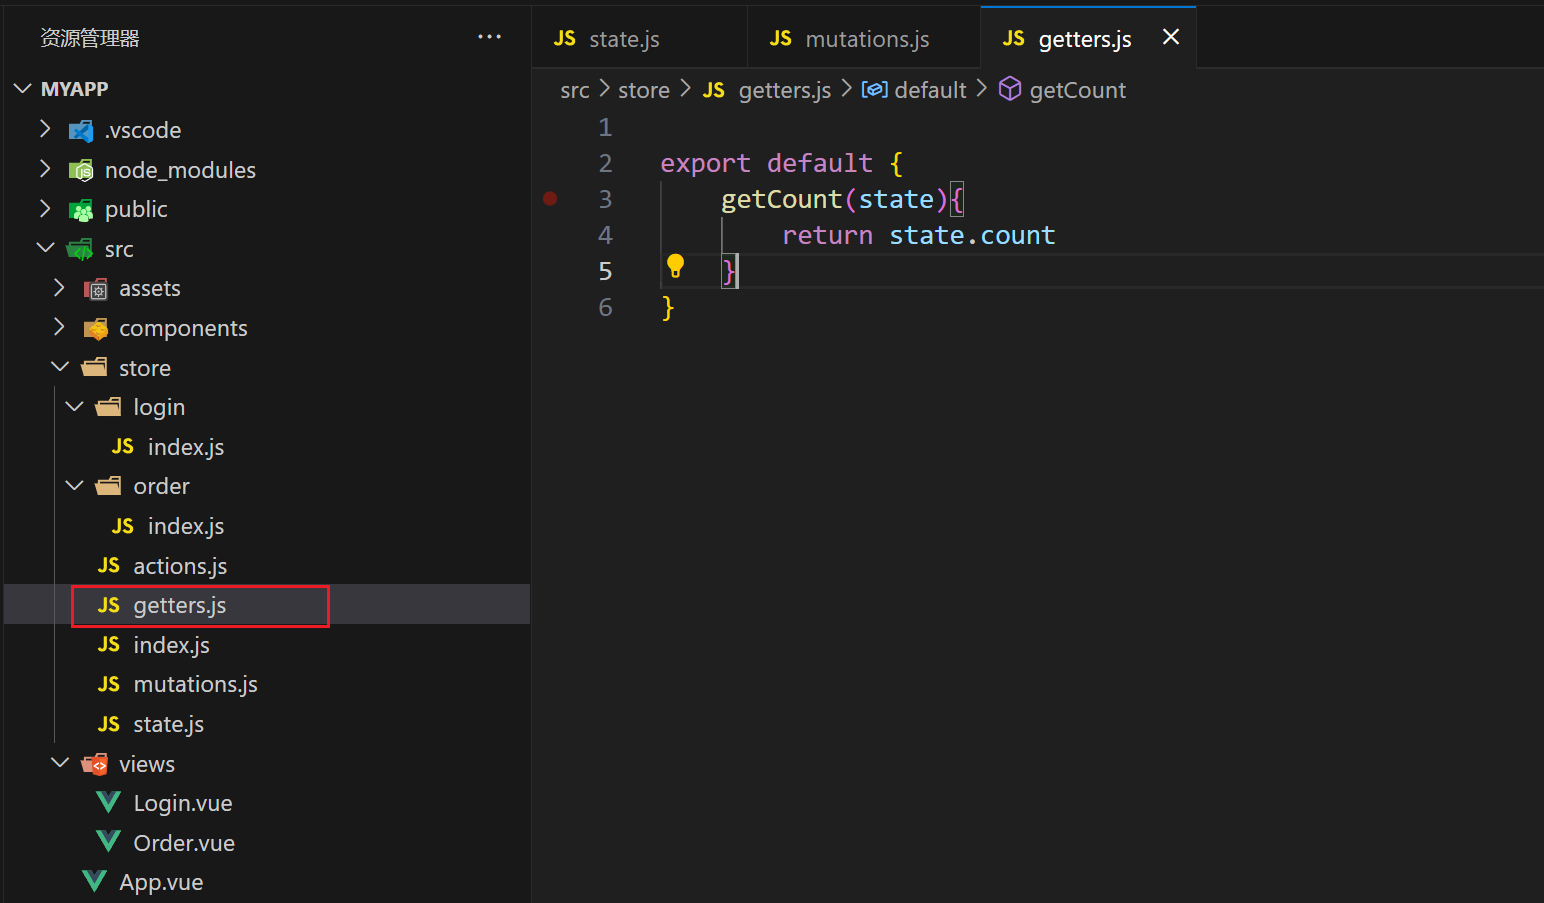 资源管理器
MYAPP
.vscode
node_modules
public
src
assets
components
store
login
JS index.js
order
JS index.js
JS actions.js
JS getters.js
JS index.js
JS mutations.js
JS state.js
views
Login.vue
Order.vue
App.vue
JS state.js
JS mutations.js
JS getters.js
src > store > JS getters.js > default > getCount
1
2 export default {
3 getCount(state){
4 return state.count
5 }
6 }